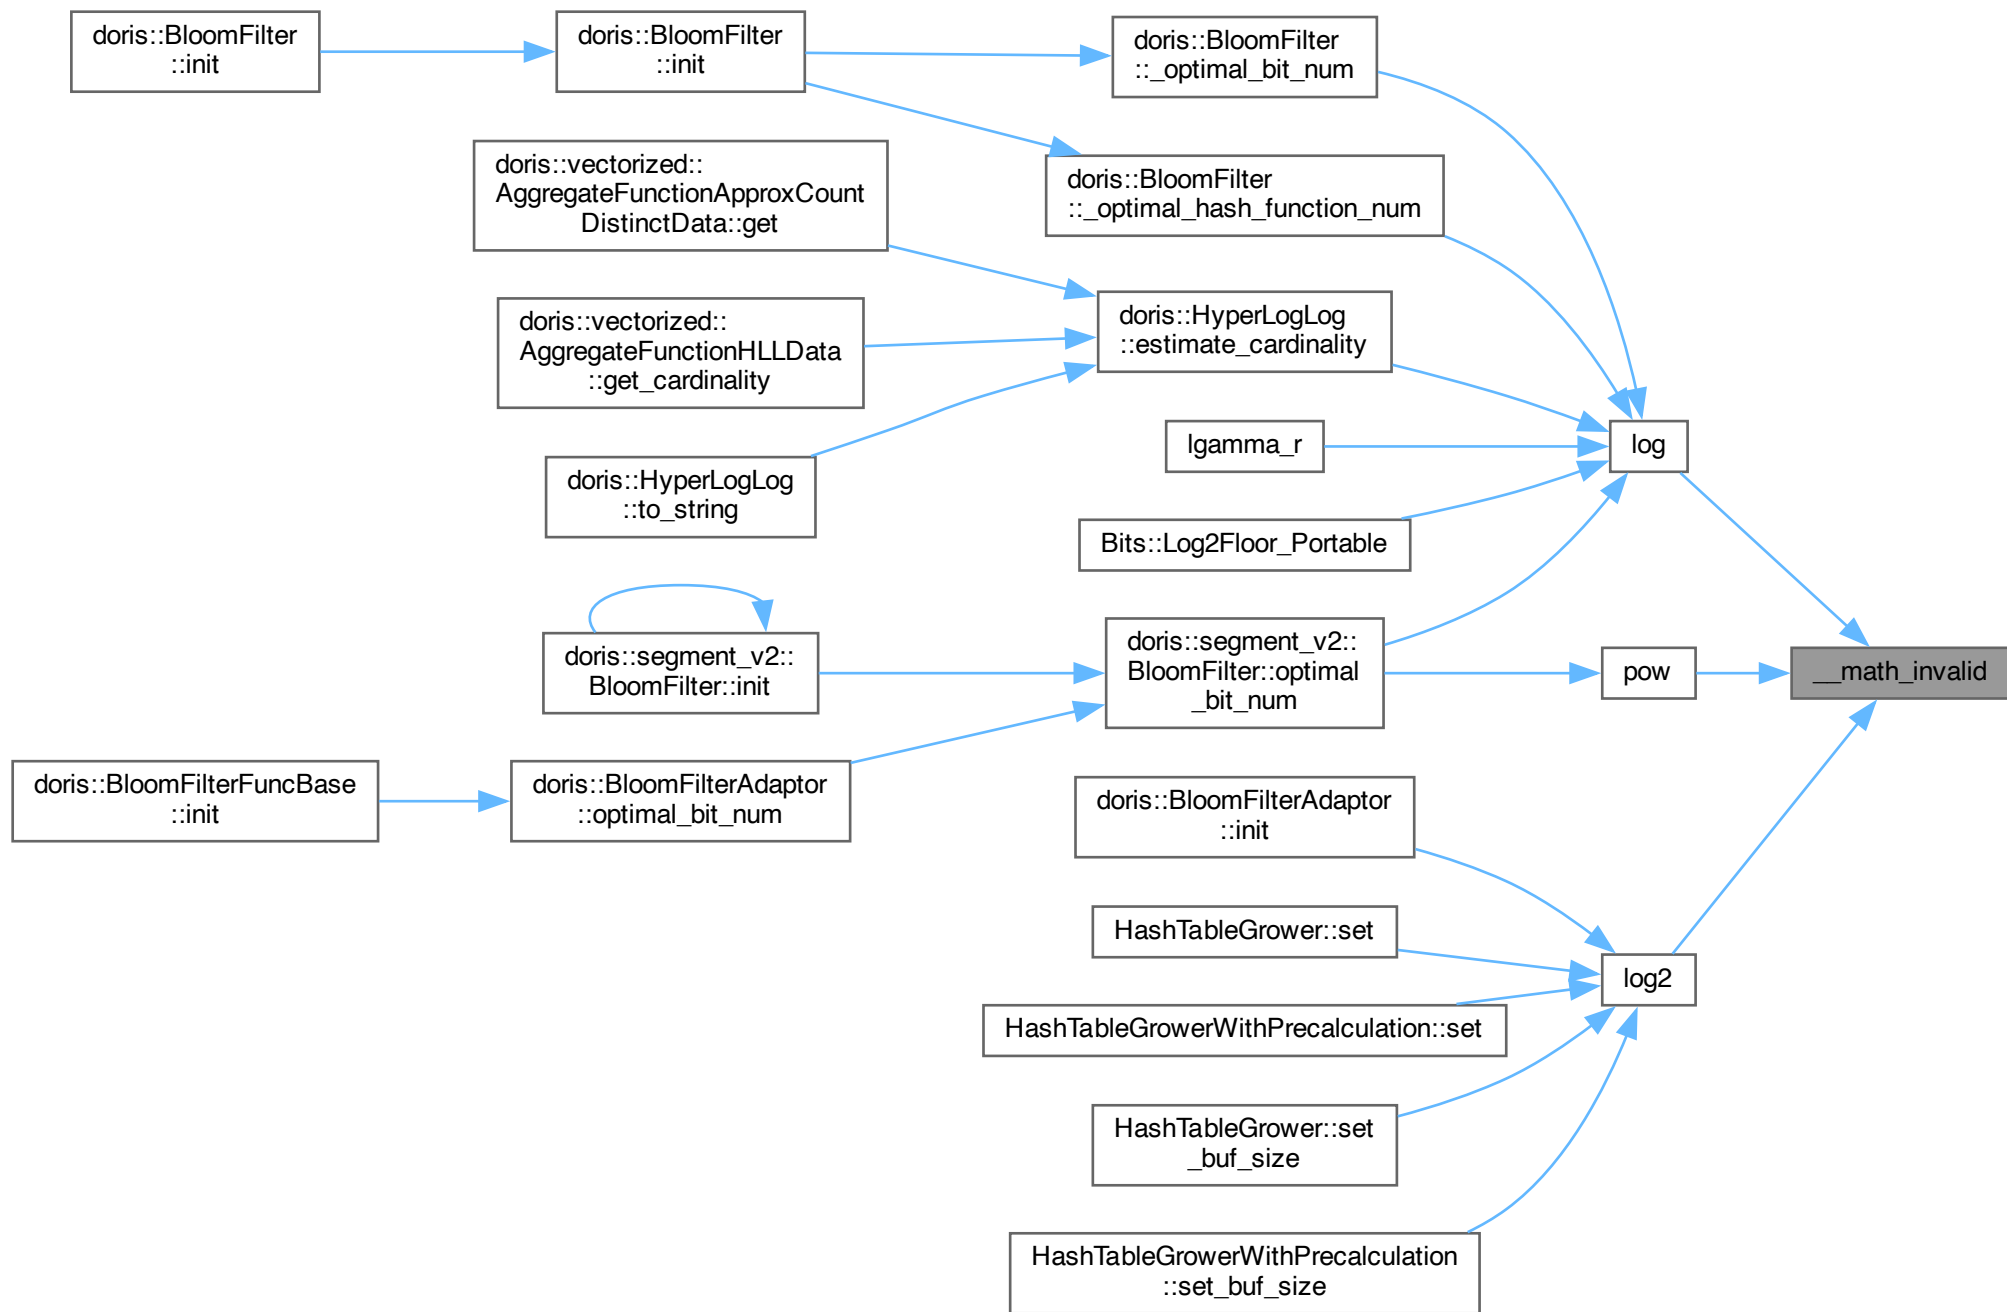 doris::BloomFilter
::init
doris::BloomFilter
::init
doris::BloomFilter
::_optimal_bit_num
doris::vectorized::
AggregateFunctionApproxCount
DistinctData::get
doris::BloomFilter
::_optimal_hash_function_num
doris::vectorized::
AggregateFunctionHLLData
::get_cardinality
doris::HyperLogLog
::estimate_cardinality
doris::HyperLogLog
::to_string
lgamma_r
log
Bits::Log2Floor_Portable
doris::segment_v2::
BloomFilter::init
doris::segment_v2::
BloomFilter::optimal
_bit_num
pow
__math_invalid
doris::BloomFilterFuncBase
::init
doris::BloomFilterAdaptor
::optimal_bit_num
doris::BloomFilterAdaptor
::init
HashTableGrower::set
log2
HashTableGrowerWithPrecalculation::set
HashTableGrower::set
_buf_size
HashTableGrowerWithPrecalculation
::set_buf_size